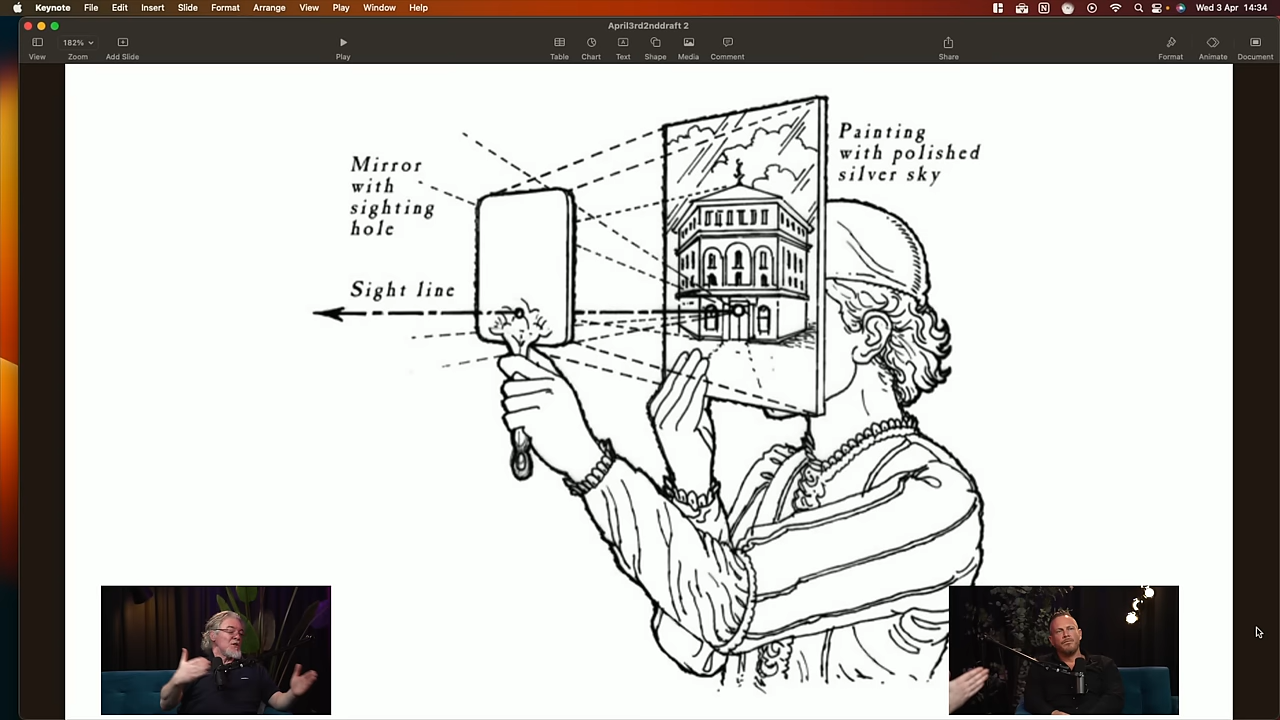 Keynote File Edit Insert Slide Format Arrange View Play Window Help
Wed 3 Apr 14:34
April3rd2nddraft 2
182%
View Zoom Add Slide Play Table Chart Text Shape Media Comment Share Format Animate Document
Mirror
with
sighting
hole
Sight line
Painting
with polished
silver sky